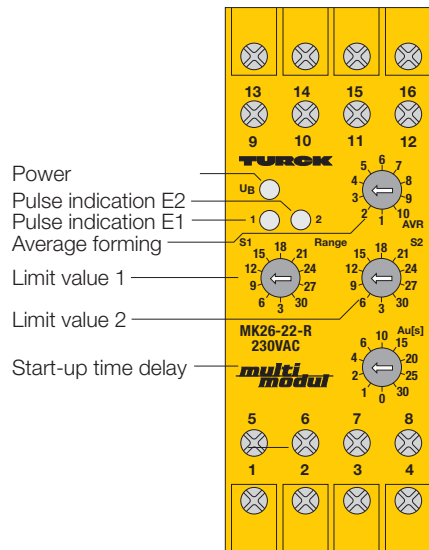 13 14 15 16
9 10 11 12
TURCK
Power
UB
Pulse indication E2
Pulse indication E1
1 2
Average forming
1 2 3 4 5 6 7 8 9 10
AVR
S1 Range S2
Limit value 1
3 6 9 12 15 18 21 24 27 30
3 6 9 12 15 18 21 24 27 30
Limit value 2
MK26-22-R
230VAC
Au[s]
Start-up time delay
multi
modul
0 1 2 4 6 10 15 20 25 30
5 6 7 8
1 2 3 4